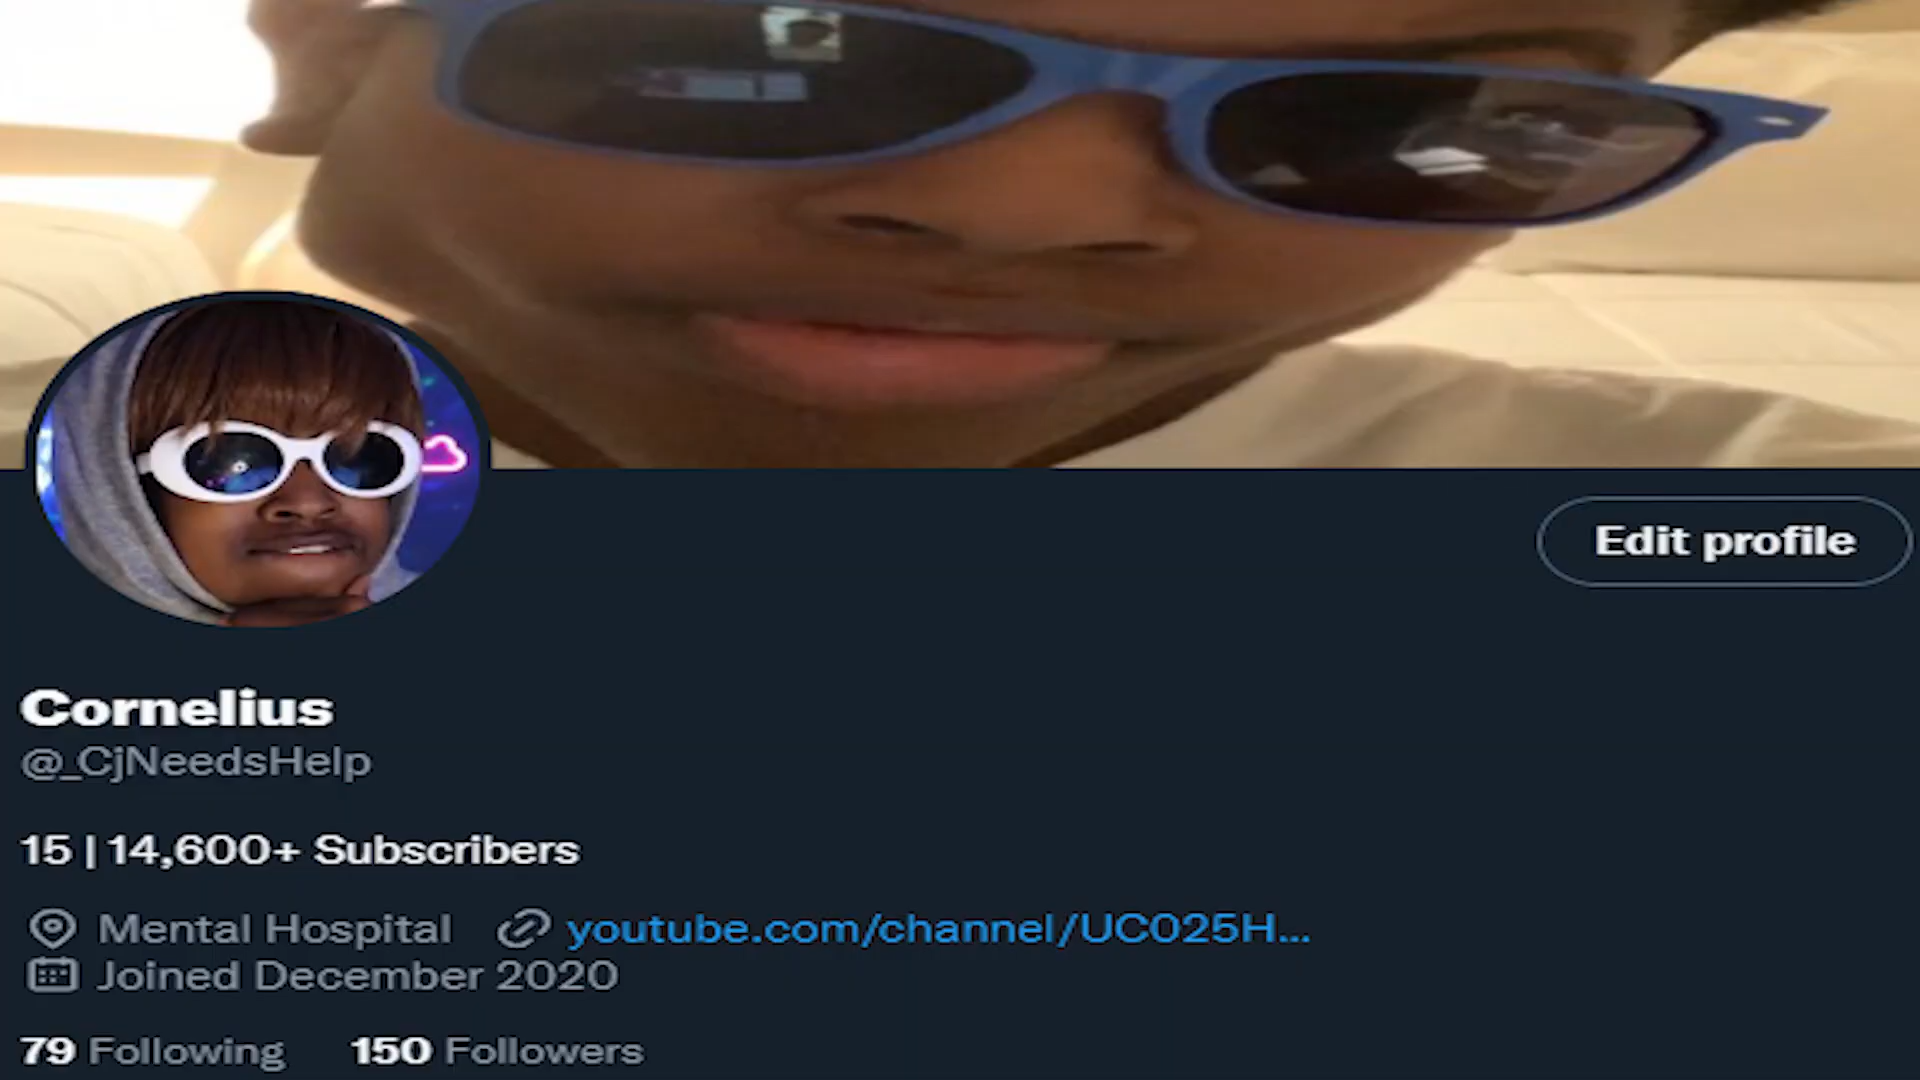 Edit profile
Cornelius
@_CjNeedsHelp
15 | 14,600+ Subscribers
Mental Hospital youtube.com/channel/UC025H...
Joined December 2020
79 Following 150 Followers